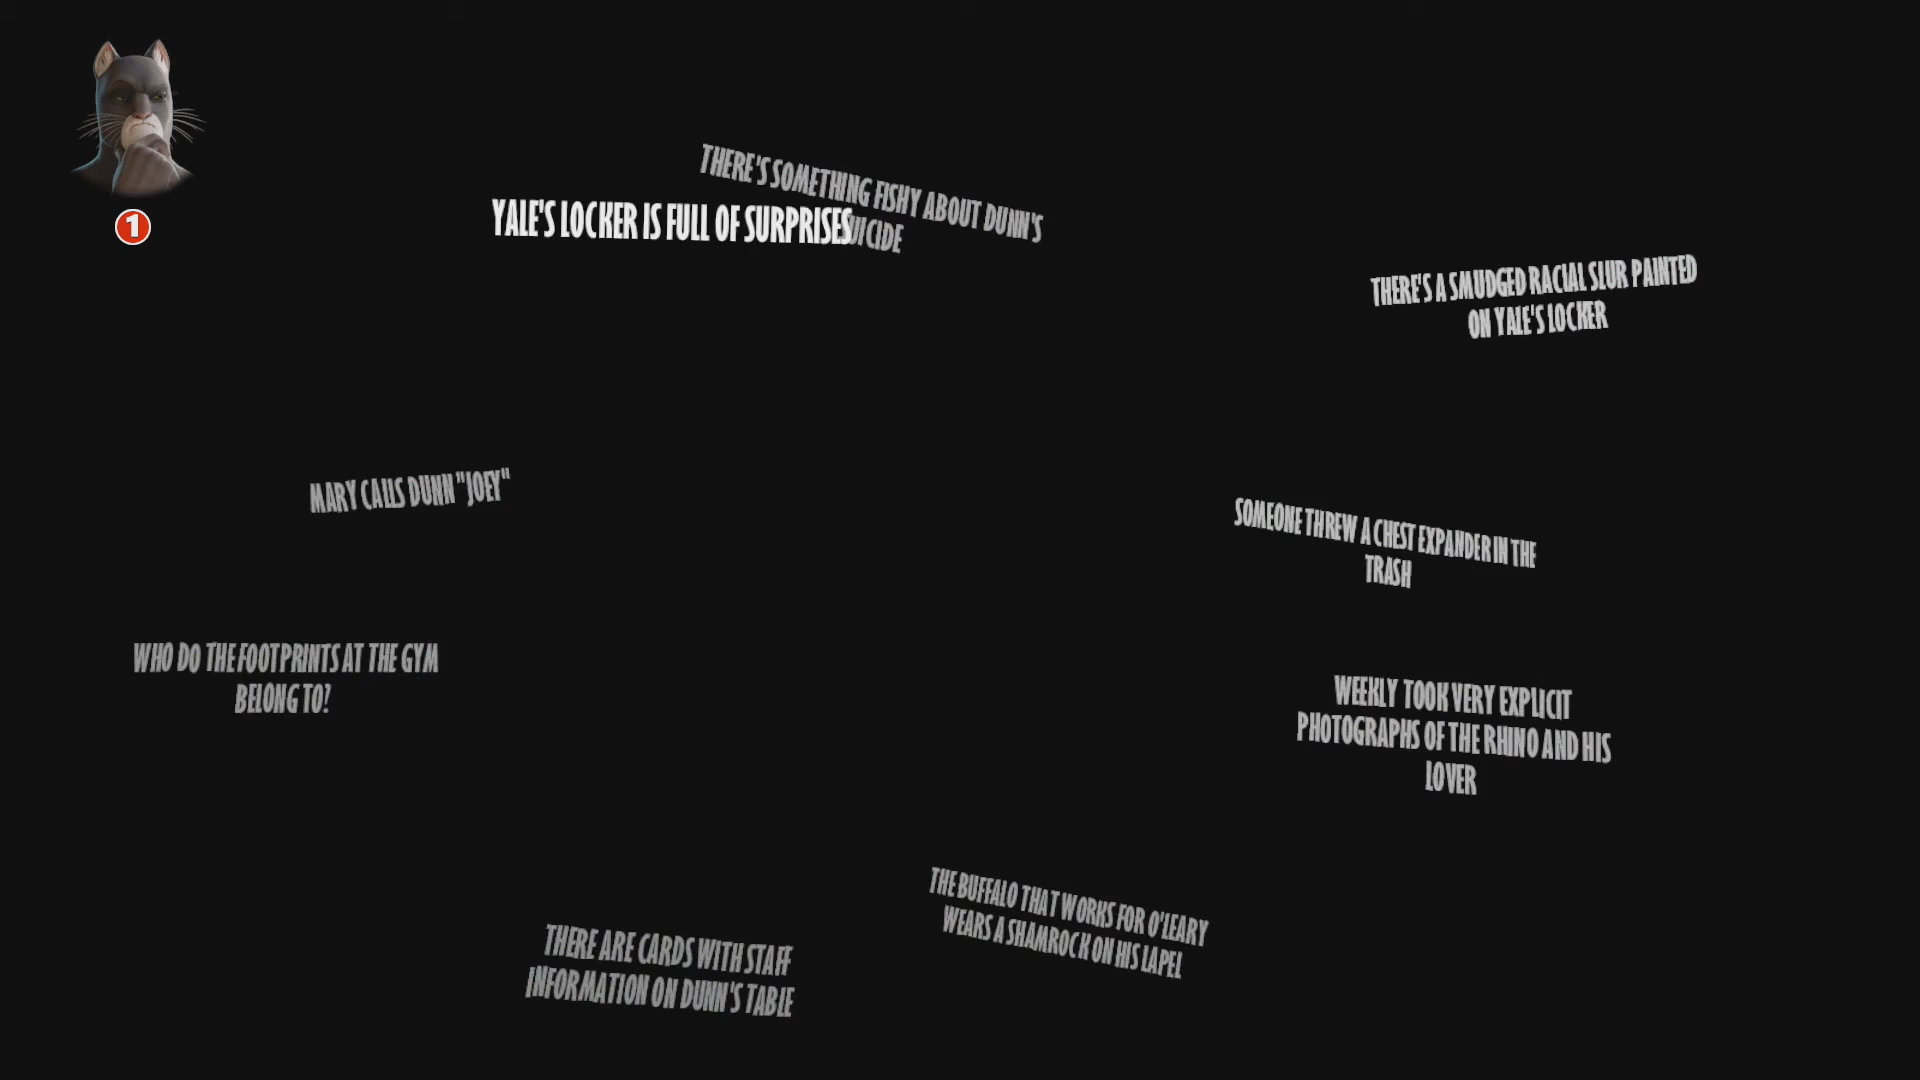 THERE'S SOMETHING FISHY ABOUT DUNN'S
YALE'S LOCKER IS FULL OF SURPRISES
THERE'S A SMUDGED RACIAL SLUR PAINTED
ON YALE'S LOCKER
1
MARY CALLS DUNN "JOEY"
SOMEONE THREW A CHEST EXPANDER IN THE
TRASH
WHO DO THE FOOTPRINTS AT THE GYM
BELONG TO?
WEEKLY TOOK VERY EXPLICIT
PHOTOGRAPHS OF THE RHINO AND HIS
LOVER
THE BUFFALO THAT WORKS FOR O'LEARY
WEARS A SHAMROCK ON HIS LAPEL
THERE ARE CARDS WITH STAFF
INFORMATION ON DUNN'S TABLE